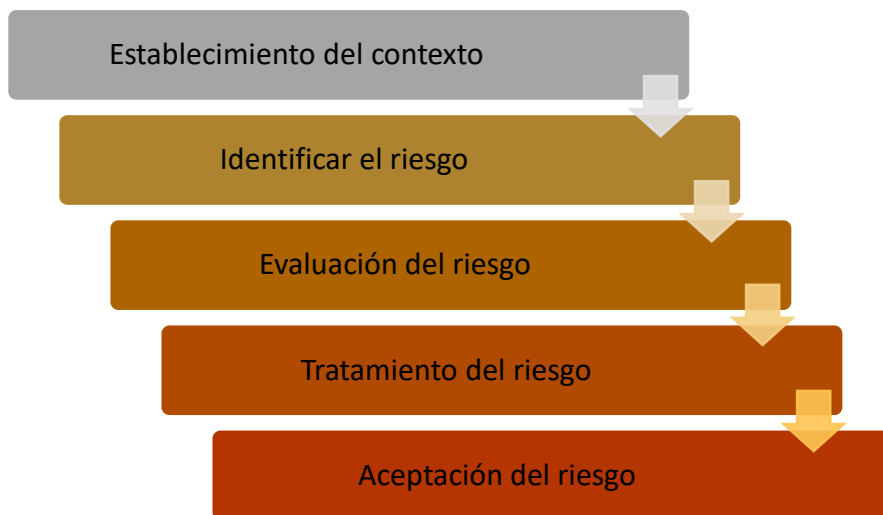 Establecimiento del contexto
Identificar el riesgo
Evaluación del riesgo
Tratamiento del riesgo
Aceptación del riesgo